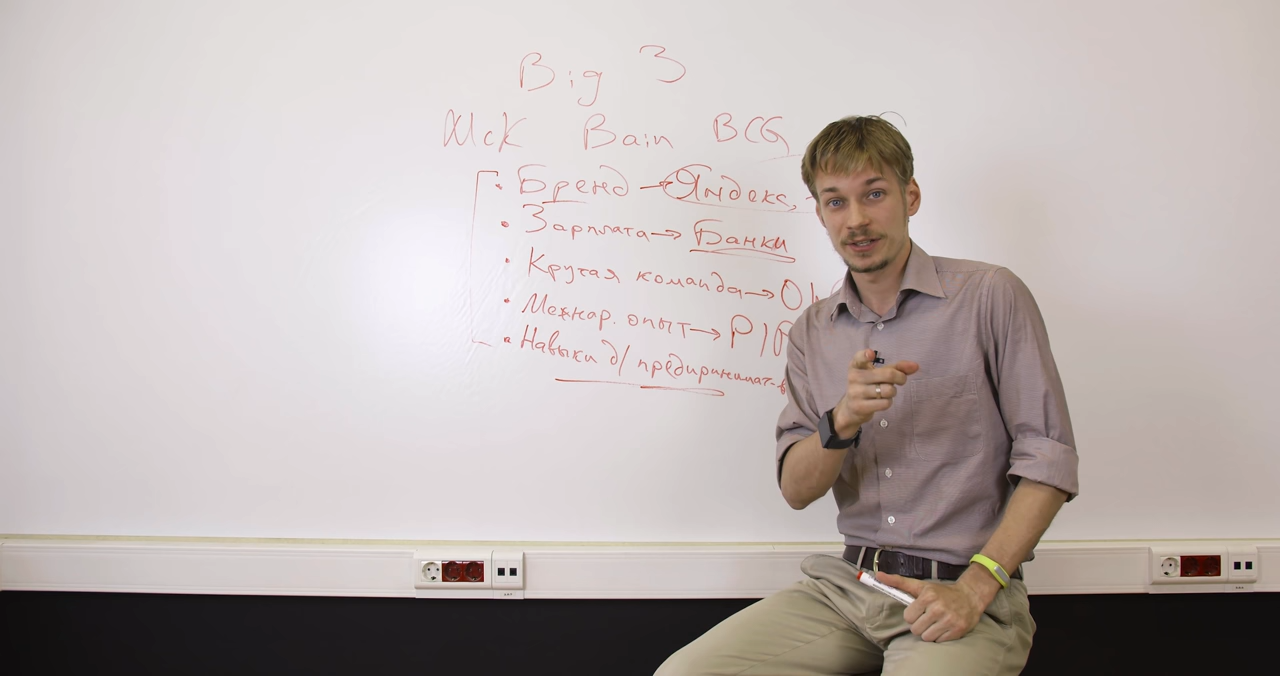 Big 3
McK Bain BCG
• Бренд → Яндекс,
• Зарплата → Банки
• Крутая команда →
• Межнар. опыт → P/
• Навыки д/ предпринимат-в